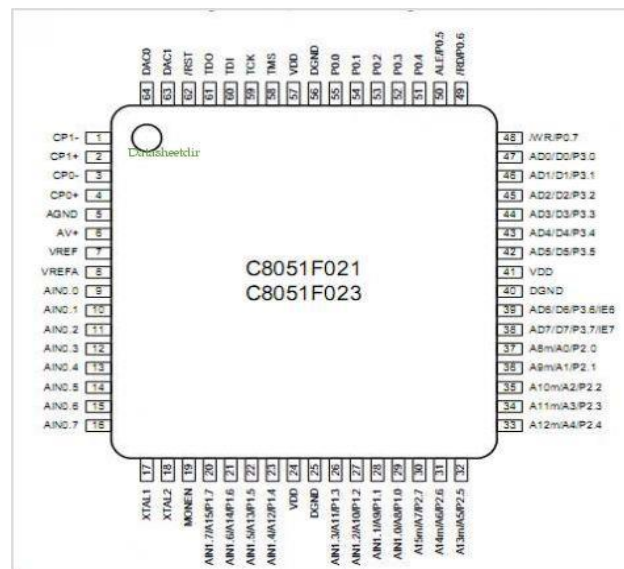 DAC0 DAC1 /RST TDO TDI TCK TMS VDD DGND P0.0 P0.1 P0.2 P0.3 P0.4 ALE/P0.5 /RD/P0.6
64 63 62 61 60 59 58 57 56 55 54 53 52 51 50 49
CP1- 1 48 /WR/P0.7
Datasheetdir
CP1+ 2 47 AD0/D0/P3.0
CP0- 3 46 AD1/D1/P3.1
CP0+ 4 45 AD2/D2/P3.2
AGND 5 44 AD3/D3/P3.3
AV+ 6 43 AD4/D4/P3.4
VREF 7 42 AD5/D5/P3.5
VREFA 8 41 VDD
C8051F021
AIN0.0 9 40 DGND
C8051F023
AIN0.1 10 39 AD6/D6/P3.6/IE6
AIN0.2 11 38 AD7/D7/P3.7/IE7
AIN0.3 12 37 A8m/A0/P2.0
AIN0.4 13 36 A9m/A1/P2.1
AIN0.5 14 35 A10m/A2/P2.2
AIN0.6 15 34 A11m/A3/P2.3
AIN0.7 16 33 A12m/A4/P2.4
17 18 19 20 21 22 23 24 25 26 27 28 29 30 31 32
XTAL1 XTAL2 MONEN AIN1.7/A15/P1.7 AIN1.6/A14/P1.6 AIN1.5/A13/P1.5 AIN1.4/A12/P1.4 VDD DGND AIN1.3/A11/P1.3 AIN1.2/A10/P1.2 AIN1.1/A9/P1.1 AIN1.0/A8/P1.0 A15m/A7/P2.7 A14m/A6/P2.6 A13m/A5/P2.5